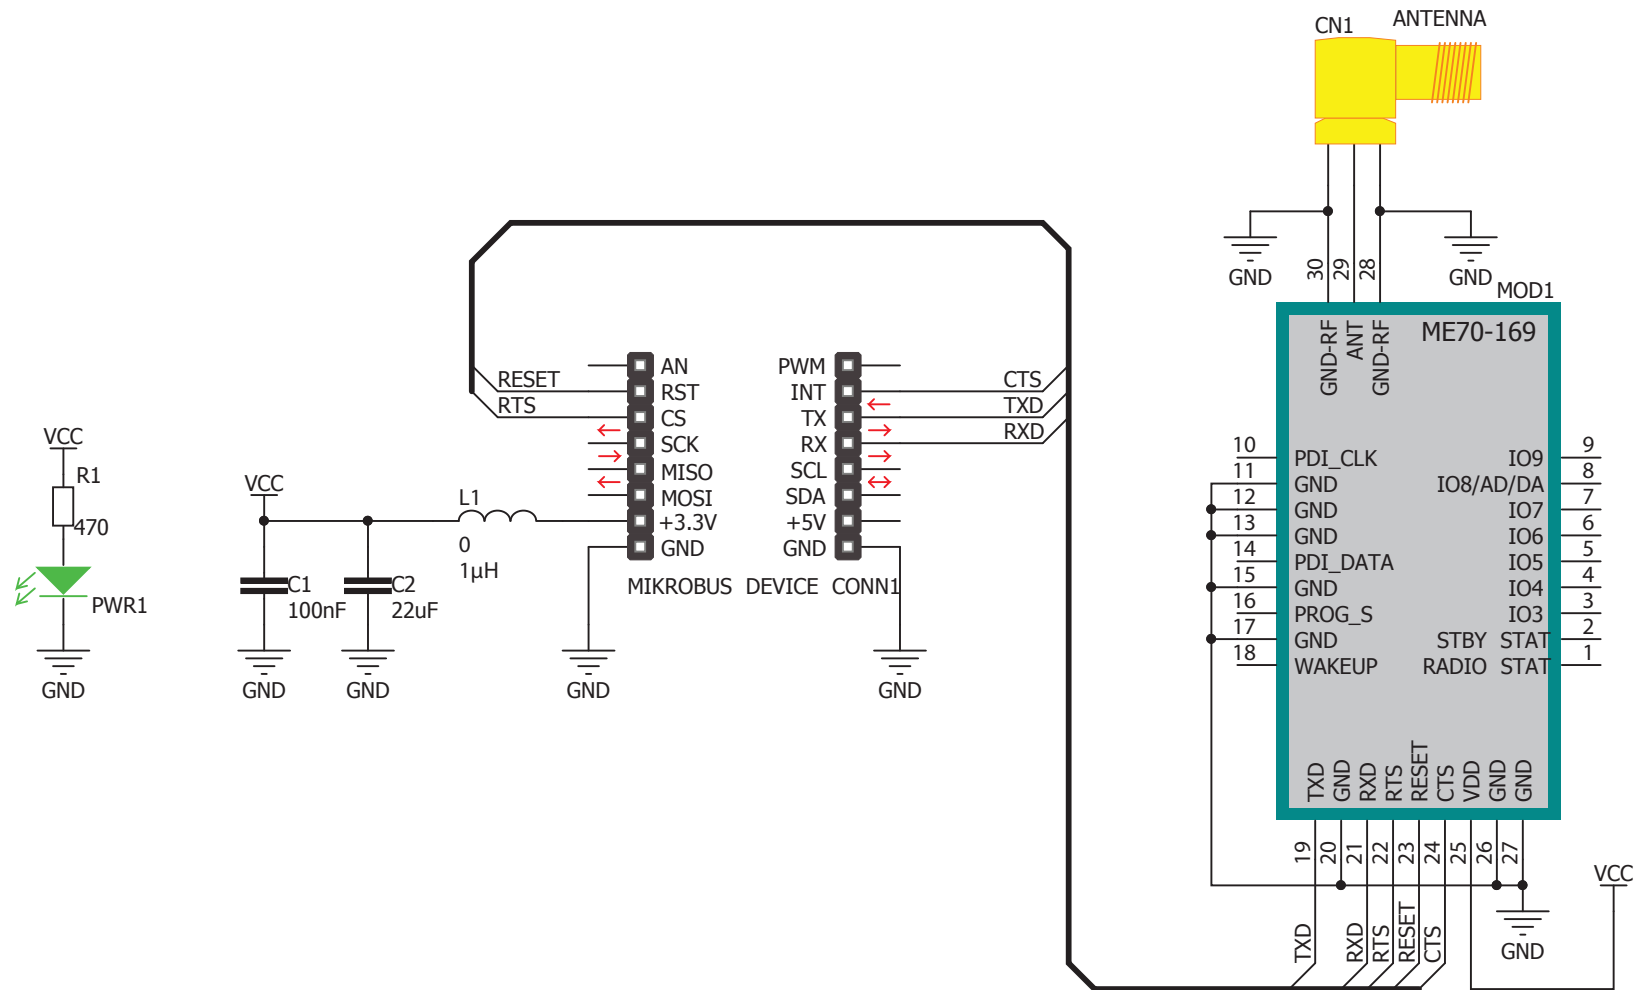 CN1
ANTENNA
GND
30
29
28
GND
MOD1
ME70-169
GND-RF
ANT
GND-RF
RESET
RTS
AN
RST
CS
SCK
MISO
MOSI
+3.3V
GND
PWM
INT
TX
RX
SCL
SDA
+5V
GND
CTS
TXD
RXD
MIKROBUS DEVICE CONN1
VCC
R1
470
PWR1
GND
VCC
L1
0
1µH
C1
100nF
C2
22uF
GND
GND
GND
GND
10 PDI_CLK
11 GND
12 GND
13 GND
14 PDI_DATA
15 GND
16 PROG_S
17 GND
18 WAKEUP
IO9 9
IO8/AD/DA 8
IO7 7
IO6 6
IO5 5
IO4 4
IO3 3
STBY STAT 2
RADIO STAT 1
TXD
GND
RXD
RTS
RESET
CTS
VDD
GND
GND
19
20
21
22
23
24
25
26
27
VCC
TXD
RXD
RTS
RESET
CTS
GND